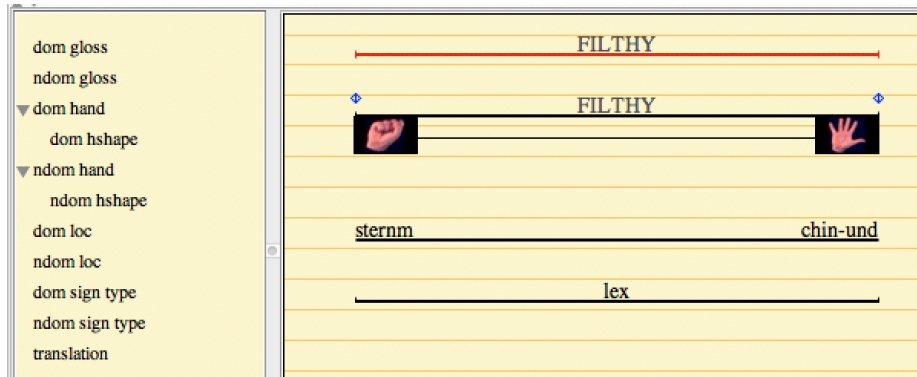 dom gloss FILTHY
ndom gloss
dom hand FILTHY
dom hshape
ndom hand
ndom hshape
dom loc sternm chin-und
ndom loc
dom sign type lex
ndom sign type
translation